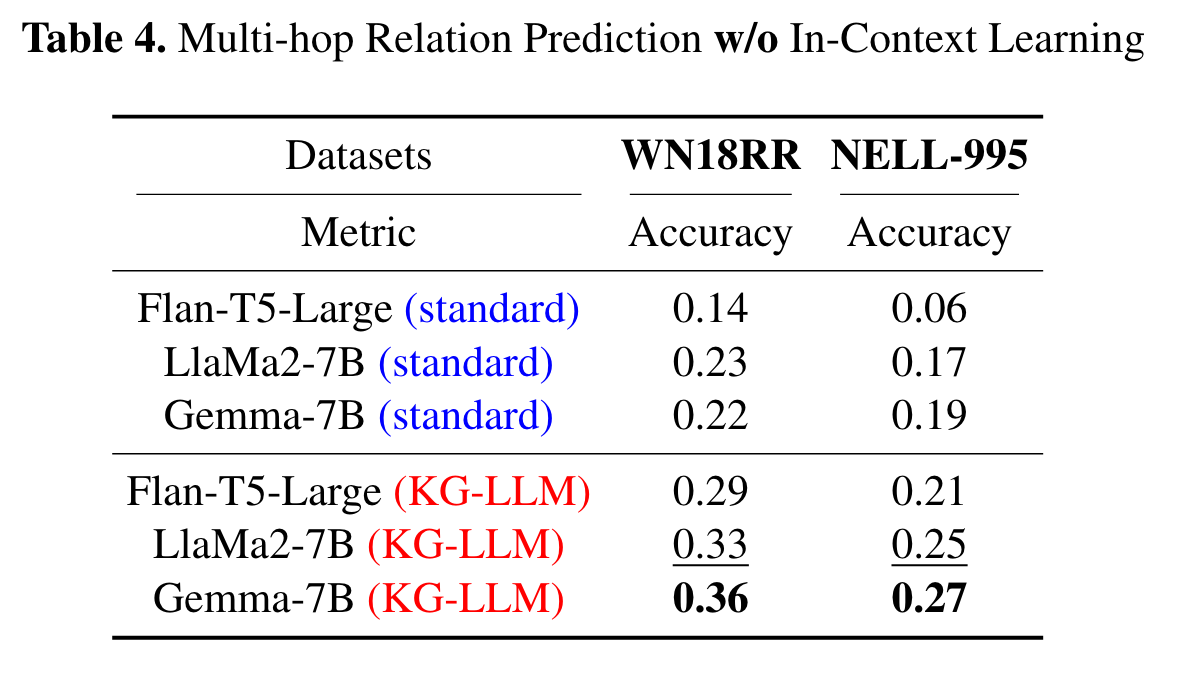 Table 4. Multi-hop Relation Prediction w/o In-Context Learning
Datasets WN18RR NELL-995
Metric Accuracy Accuracy
Flan-T5-Large (standard) 0.14 0.06
LlaMa2-7B (standard) 0.23 0.17
Gemma-7B (standard) 0.22 0.19
Flan-T5-Large (KG-LLM) 0.29 0.21
LlaMa2-7B (KG-LLM) 0.33 0.25
Gemma-7B (KG-LLM) 0.36 0.27